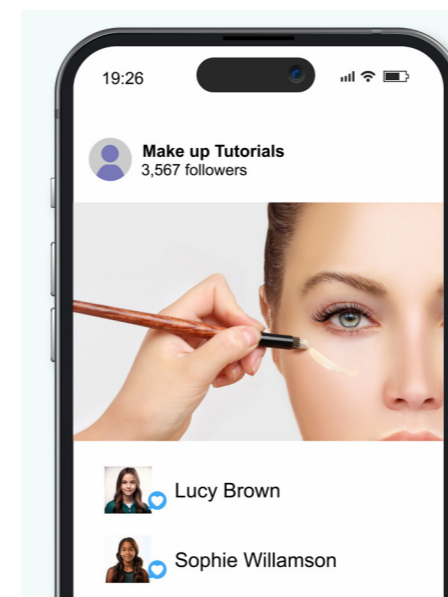 19:26
Make up Tutorials
3,567 followers
Lucy Brown
Sophie Willamson